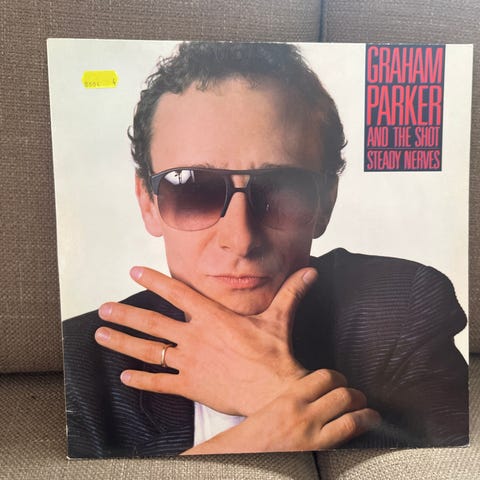 GRAHAM
PARKER
AND THE SHOT
STEADY NERVES